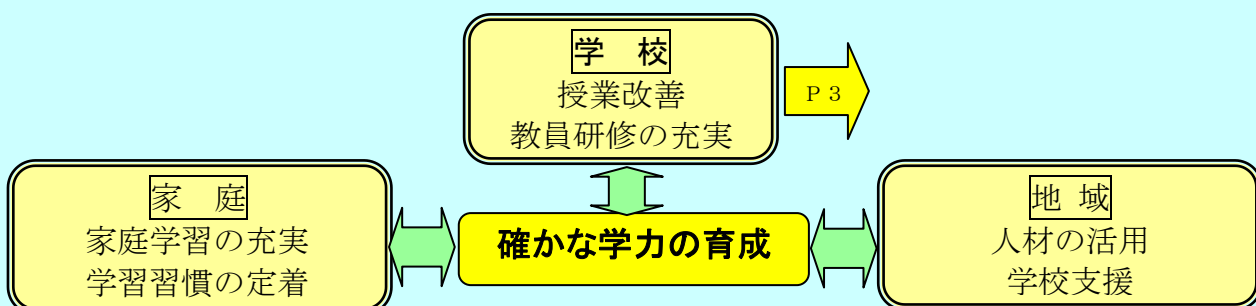 学　校
授業改善
教員研修の充実
Ｐ３
家　庭
家庭学習の充実
学習習慣の定着
確かな学力の育成
地 域
人材の活用
学校支援